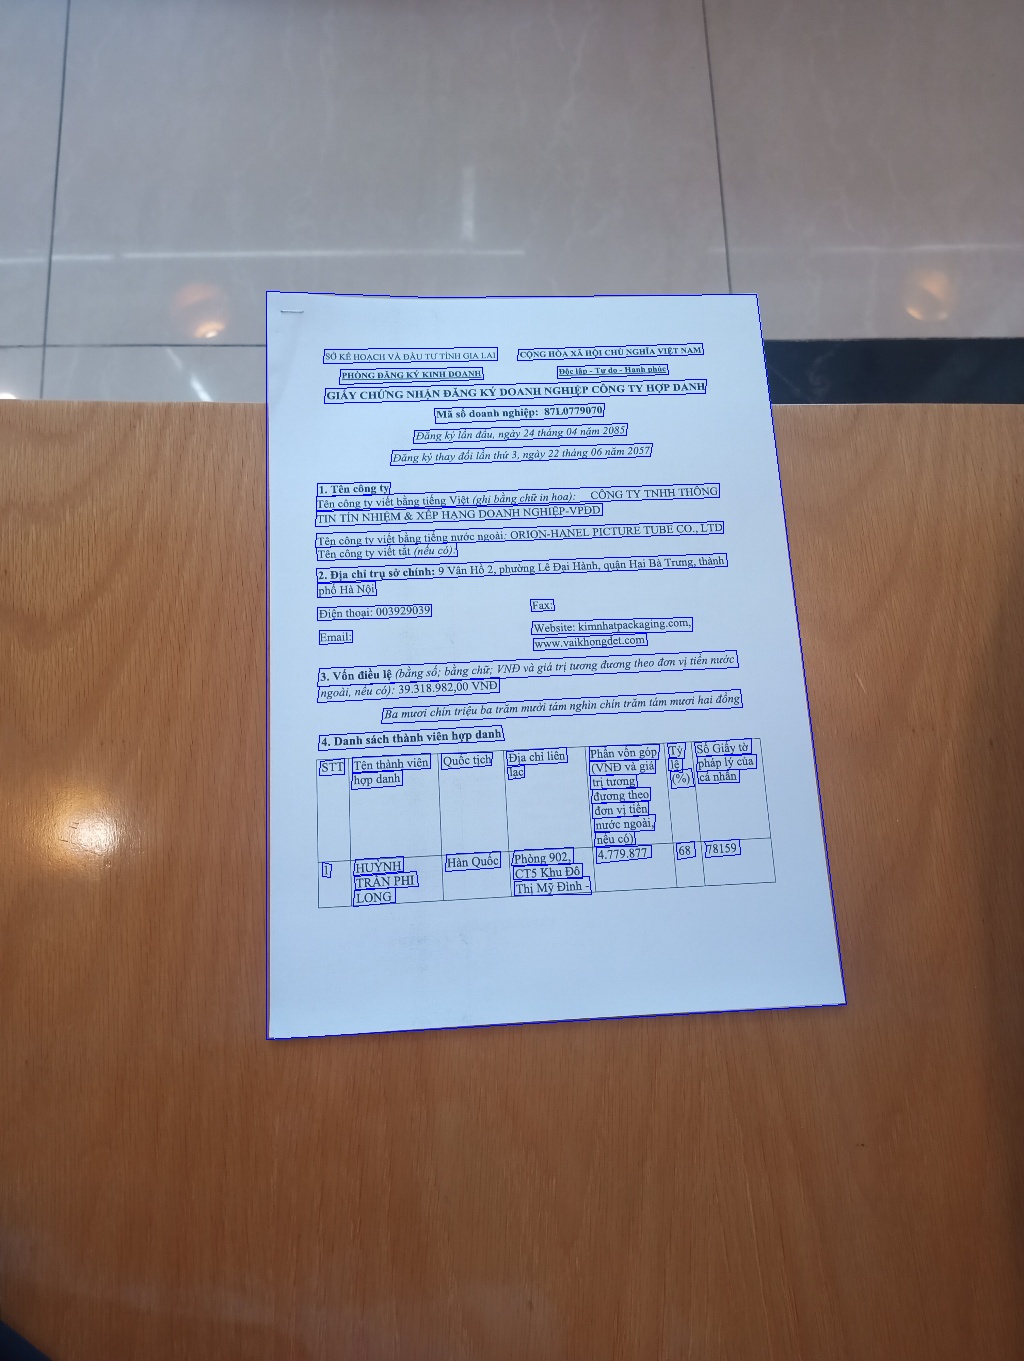 SỞ KẾ HOẠCH VÀ ĐẦU TƯ TỈNH GIA LAI
CỘNG HÒA XÃ HỘI CHỦ NGHĨA VIỆT NAM
PHÒNG ĐĂNG KÝ KINH DOANH
Độc lập - Tự do - Hạnh phúc
GIẤY CHỨNG NHẬN ĐĂNG KÝ DOANH NGHIỆP CÔNG TY HỢP DANH
Mã số doanh nghiệp: 87L0779070
Đăng ký lần đầu, ngày 24 tháng 04 năm 2085
Đăng ký thay đổi lần thứ 3, ngày 22 tháng 06 năm 2057
1. Tên công ty
Tên công ty viết bằng tiếng Việt (ghi bằng chữ in hoa): CÔNG TY TNHH THÔNG
TIN TÍN NHIỆM & XẾP HẠNG DOANH NGHIỆP-VPĐD
Tên công ty viết bằng tiếng nước ngoài: ORION-HANEL PICTURE TUBE CO., LTD
Tên công ty viết tắt (nếu có):
2. Địa chỉ trụ sở chính: 9 Vân Hồ 2, phường Lê Đại Hành, quận Hai Bà Trưng, thành
phố Hà Nội
Điện thoại: 003929039
Fax:
Email:
Website: kimnhatpackaging.com,
www.vaikhongdet.com
3. Vốn điều lệ (bằng số; bằng chữ; VNĐ và giá trị tương đương theo đơn vị tiền nước
ngoài, nếu có): 39.318.982,00 VNĐ
Ba mươi chín triệu ba trăm mười tám nghìn chín trăm tám mươi hai đồng
4. Danh sách thành viên hợp danh
STT
Tên thành viên
hợp danh
Quốc tịch
Địa chỉ liên
lạc
Phần vốn góp
(VNĐ và giá
trị tương
đương theo
đơn vị tiền
nước ngoài,
nếu có)
Tỷ
lệ
(%)
Số Giấy tờ
pháp lý của
cá nhân
1
HUỲNH
TRẦN PHI
LONG
Hàn Quốc
Phòng 902,
CT5 Khu Đô
Thị Mỹ Đình -
4.779.877
68
78159